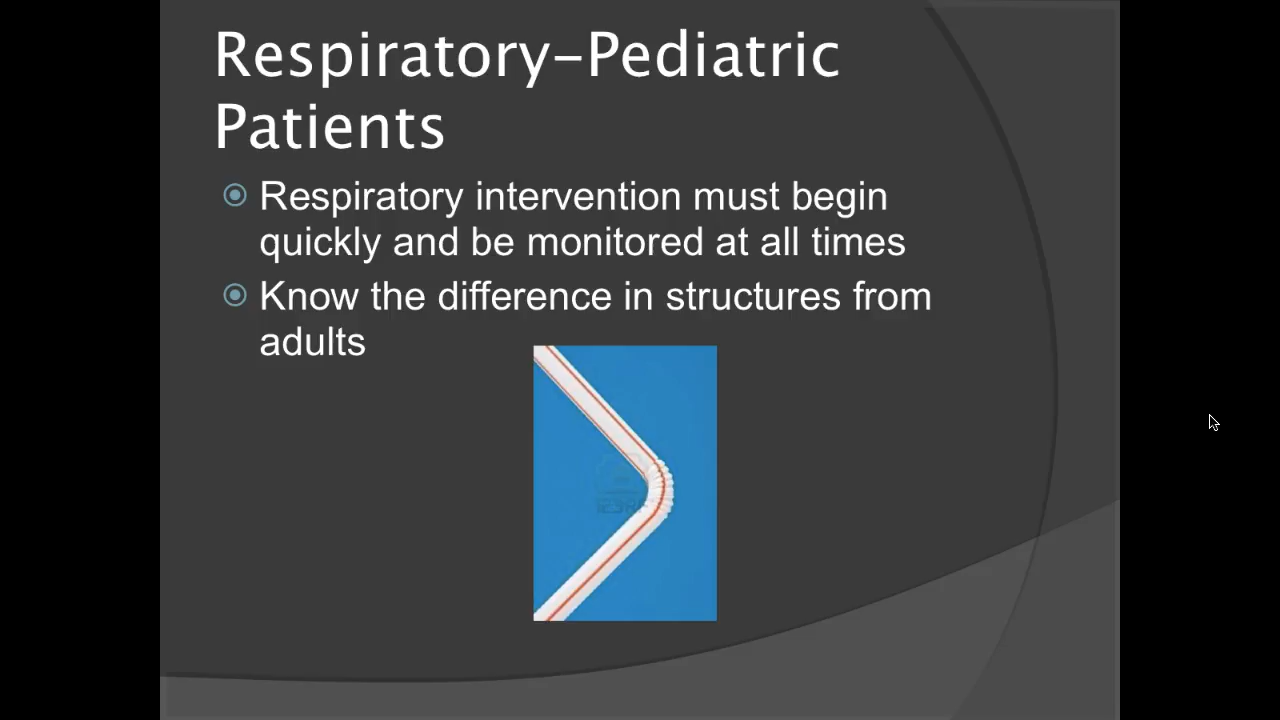 Respiratory-Pediatric
Patients
Respiratory intervention must begin
quickly and be monitored at all times
Know the difference in structures from
adults